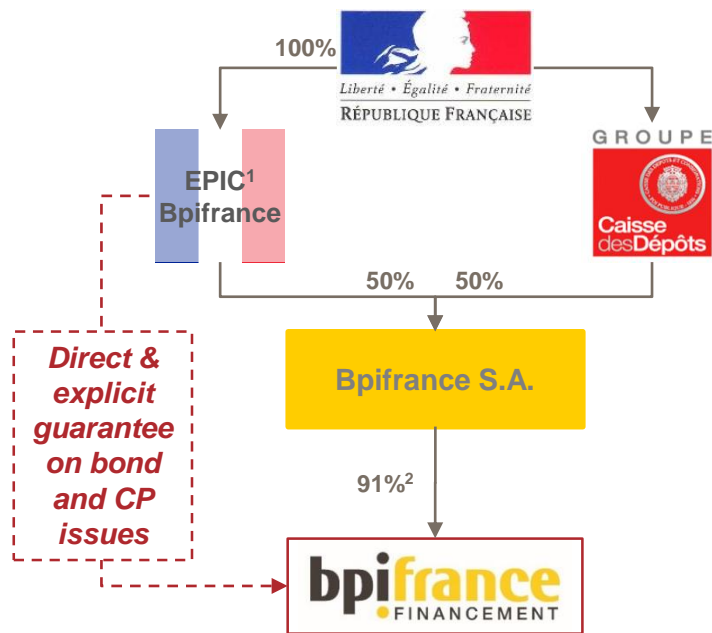 100%
Liberté • Égalité • Fraternité
RÉPUBLIQUE FRANÇAISE
GROUPE
Caisse
desDépôts
EPIC¹
Bpifrance
50% 50%
Direct &
explicit
guarantee
on bond
and CP
issues
Bpifrance S.A.
91%²
bpifrance
FINANCEMENT